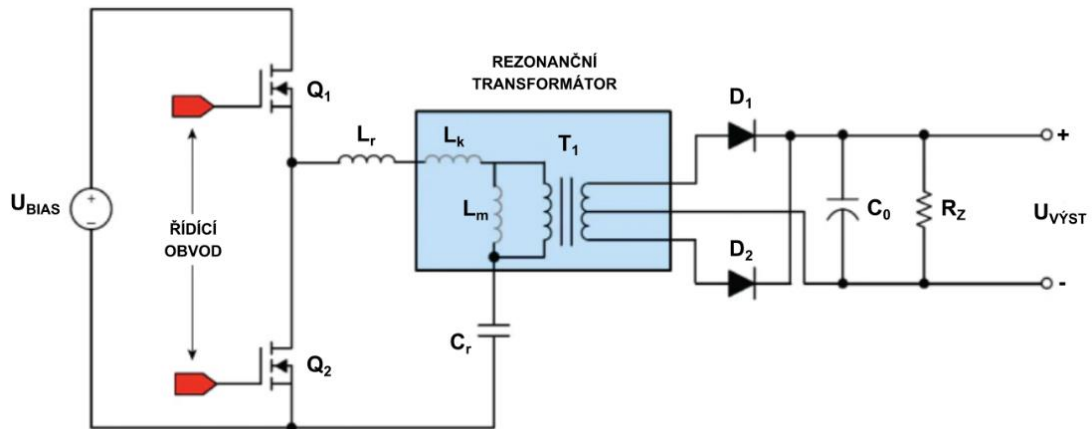 REZONANČNÍ
TRANSFORMÁTOR
Q1
D1
Lr
Lk
T1
UBIAS
+
−
ŘÍDÍCÍ
OBVOD
Lm
C0
RZ
+
UVÝST
-
D2
Cr
Q2